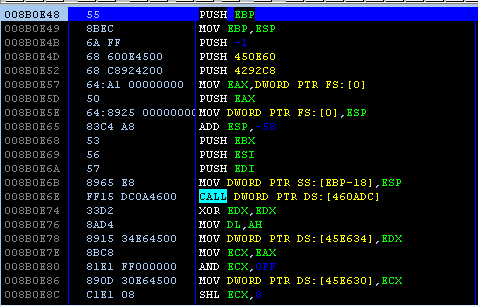 008B0E48 55 PUSH EBP
008B0E49 8BEC MOV EBP,ESP
008B0E4B 6A FF PUSH -1
008B0E4D 68 600E4500 PUSH 450E60
008B0E52 68 C8924200 PUSH 4292C8
008B0E57 64:A1 00000000 MOV EAX,DWORD PTR FS:[0]
008B0E5D 50 PUSH EAX
008B0E5E 64:8925 00000000 MOV DWORD PTR FS:[0],ESP
008B0E65 83C4 A8 ADD ESP,-58
008B0E68 53 PUSH EBX
008B0E69 56 PUSH ESI
008B0E6A 57 PUSH EDI
008B0E6B 8965 E8 MOV DWORD PTR SS:[EBP-18],ESP
008B0E6E FF15 DC0A4600 CALL DWORD PTR DS:[460ADC]
008B0E74 33D2 XOR EDX,EDX
008B0E76 8AD4 MOV DL,AH
008B0E78 8915 34E64500 MOV DWORD PTR DS:[45E634],EDX
008B0E7E 8BC8 MOV ECX,EAX
008B0E80 81E1 FF000000 AND ECX,0FF
008B0E86 890D 30E64500 MOV DWORD PTR DS:[45E630],ECX
008B0E8C C1E1 08 SHL ECX,8